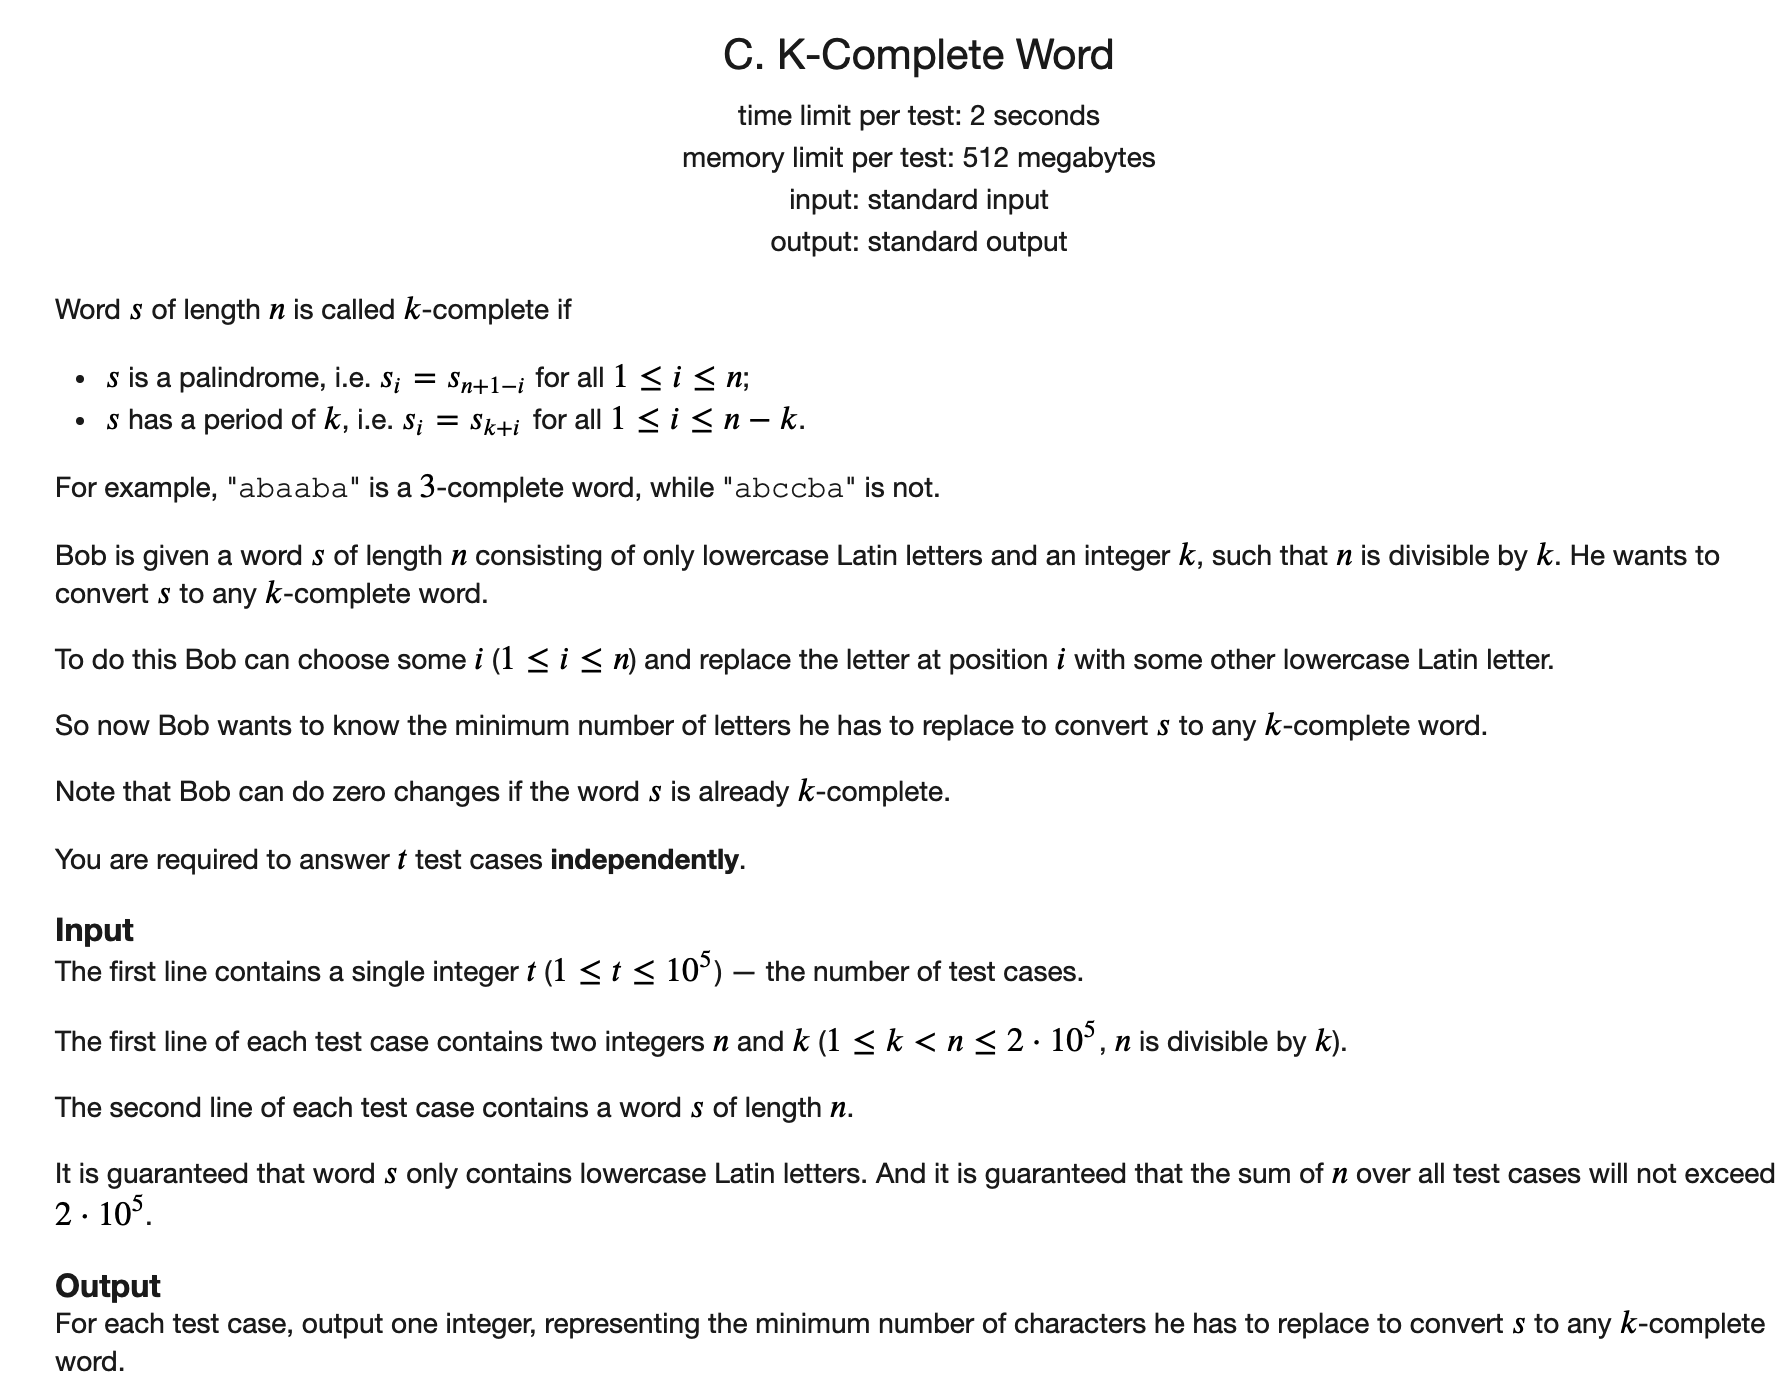 C. K-Complete Word
time limit per test: 2 seconds
memory limit per test: 512 megabytes
input: standard input
output: standard output
Word s of length n is called k-complete if
• s is a palindrome, i.e. s_i = s_{n+1−i} for all 1 ≤ i ≤ n;
• s has a period of k, i.e. s_i = s_{k+i} for all 1 ≤ i ≤ n − k.
For example, "abaaba" is a 3-complete word, while "abccba" is not.
Bob is given a word s of length n consisting of only lowercase Latin letters and an integer k, such that n is divisible by k. He wants to
convert s to any k-complete word.
To do this Bob can choose some i (1 ≤ i ≤ n) and replace the letter at position i with some other lowercase Latin letter.
So now Bob wants to know the minimum number of letters he has to replace to convert s to any k-complete word.
Note that Bob can do zero changes if the word s is already k-complete.
You are required to answer t test cases independently.
Input
The first line contains a single integer t (1 ≤ t ≤ 10^5) — the number of test cases.
The first line of each test case contains two integers n and k (1 ≤ k < n ≤ 2 · 10^5, n is divisible by k).
The second line of each test case contains a word s of length n.
It is guaranteed that word s only contains lowercase Latin letters. And it is guaranteed that the sum of n over all test cases will not exceed
2 · 10^5.
Output
For each test case, output one integer, representing the minimum number of characters he has to replace to convert s to any k-complete
word.